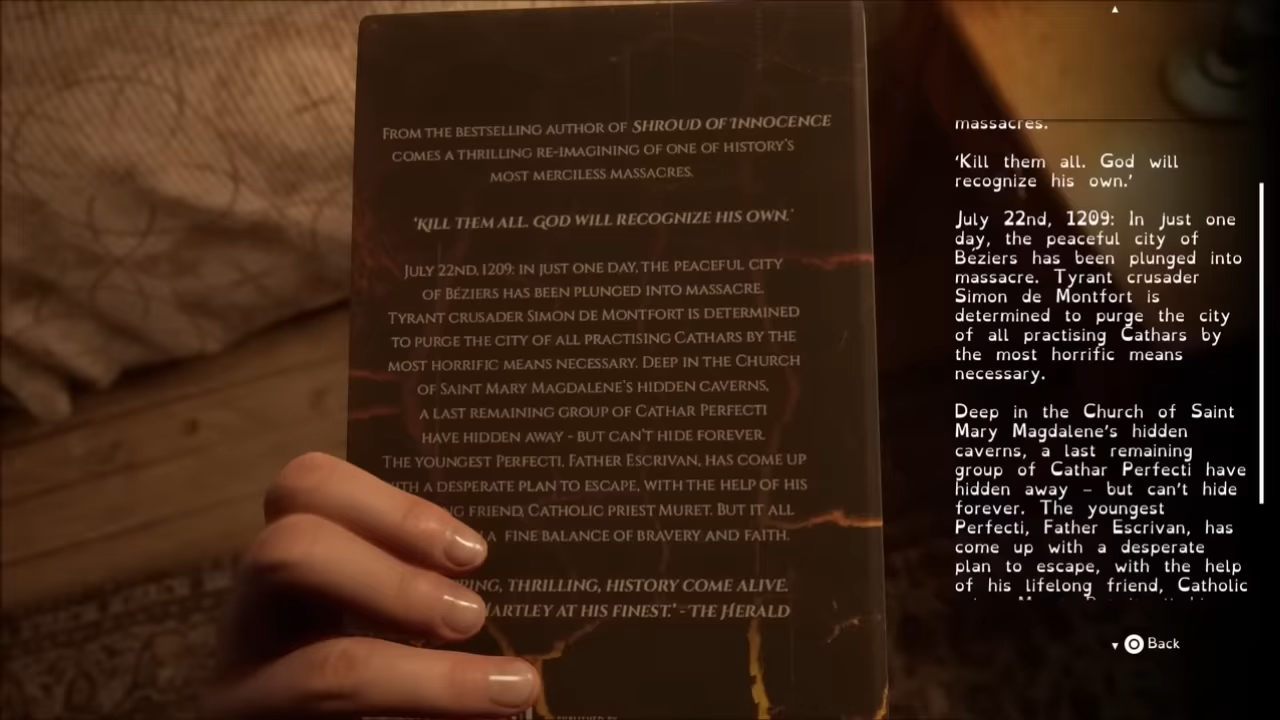 FROM THE BESTSELLING AUTHOR OF SHROUD OF INNOCENCE
COMES A THRILLING RE-IMAGINING OF ONE OF HISTORY'S
MOST MERCILESS MASSACRES.
'KILL THEM ALL. GOD WILL RECOGNIZE HIS OWN.'
JULY 22ND, 1209: IN JUST ONE DAY, THE PEACEFUL CITY
OF BÉZIERS HAS BEEN PLUNGED INTO MASSACRE.
TYRANT CRUSADER SIMON DE MONTFORT IS DETERMINED
TO PURGE THE CITY OF ALL PRACTISING CATHARS BY THE
MOST HORRIFIC MEANS NECESSARY. DEEP IN THE CHURCH
OF SAINT MARY MAGDALENE'S HIDDEN CAVERNS,
A LAST REMAINING GROUP OF CATHAR PERFECTI
HAVE HIDDEN AWAY - BUT CAN'T HIDE FOREVER.
THE YOUNGEST PERFECTI, FATHER ESCRIVAN, HAS COME UP
A DESPERATE PLAN TO ESCAPE, WITH THE HELP OF HIS
FRIEND, CATHOLIC PRIEST MURET. BUT IT ALL
A FINE BALANCE OF BRAVERY AND FAITH.
THRILLING, HISTORY COME ALIVE.
HARTLEY AT HIS FINEST.' - THE HERALD
massacres.
'Kill them all. God will
recognize his own.'
July 22nd, 1209: In just one
day, the peaceful city of
Béziers has been plunged into
massacre. Tyrant crusader
Simon de Montfort is
determined to purge the city
of all practising Cathars by
the most horrific means
necessary.
Deep in the Church of Saint
Mary Magdalene's hidden
caverns, a last remaining
group of Cathar Perfecti have
hidden away – but can't hide
forever. The youngest
Perfecti, Father Escrivan, has
come up with a desperate
plan to escape, with the help
of his lifelong friend, Catholic
Back